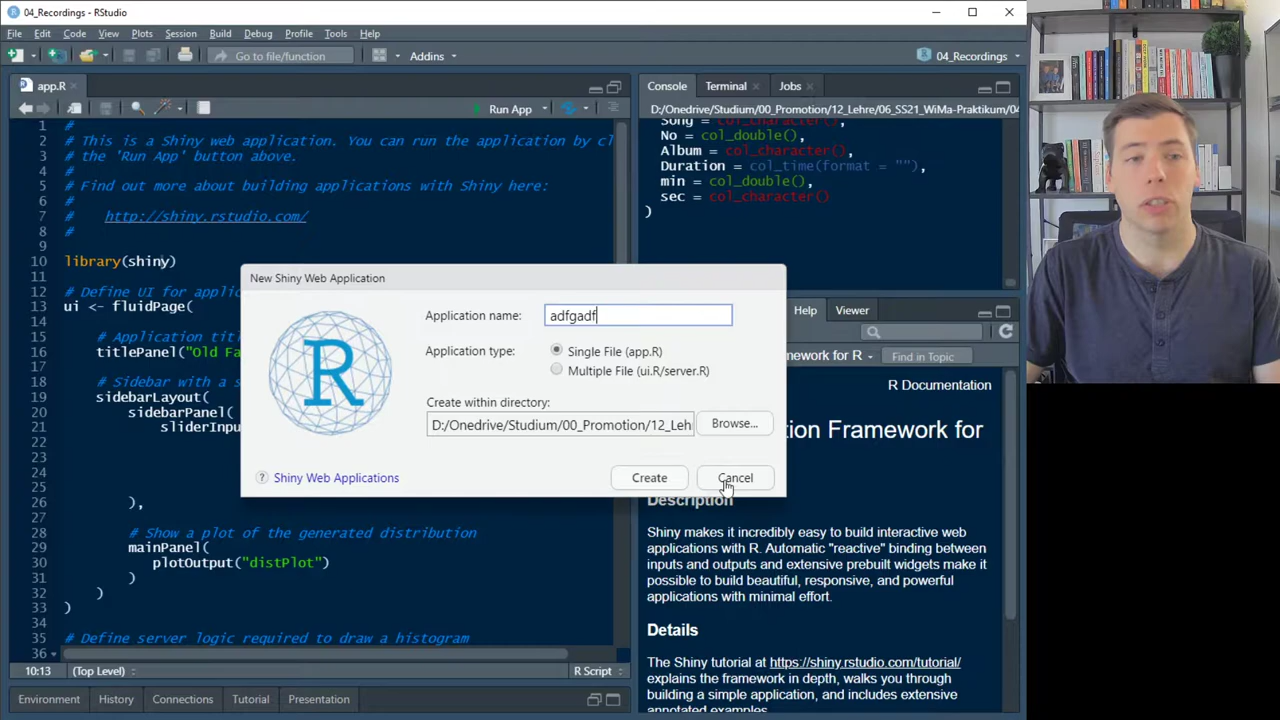 04_Recordings - RStudio
File Edit Code View Plots Session Build Debug Profile Tools Help
Go to file/function
Addins
04_Recordings
app.R
Run App
1 #
2 # This is a Shiny web application. You can run the application by cl
3 # the 'Run App' button above.
4 #
5 # Find out more about building applications with Shiny here:
6 #
7 #    http://shiny.rstudio.com/
8 #
9
10 library(shiny)
11
12 # Define UI for applic
13 ui <- fluidPage(
14
15 # Application tit
16 titlePanel("Old Fa
17
18 # Sidebar with a s
19 sidebarLayout(
20 sidebarPanel(
21 sliderInpu
22
23
24
25
26 ),
27
28 # Show a plot of the generated distribution
29 mainPanel(
30 plotOutput("distPlot")
31 )
32 )
33 )
34
35 # Define server logic required to draw a histogram
36
10:13 (Top Level) R Script
Environment History Connections Tutorial Presentation
Console Terminal Jobs
D:/Onedrive/Studium/00_Promotion/12_Lehre/06_SS21_WiMa-Praktikum/04
Song = col_character(),
No = col_double(),
Album = col_character(),
Duration = col_time(format = ""),
min = col_double(),
sec = col_character()
)
New Shiny Web Application
Application name: adfgadf
Application type: Single File (app.R)
Multiple File (ui.R/server.R)
Create within directory:
D:/Onedrive/Studium/00_Promotion/12_Leh
Browse...
Shiny Web Applications
Create
Cancel
Help Viewer
mework for R
Find in Topic
R Documentation
tion Framework for
Description
Shiny makes it incredibly easy to build interactive web
applications with R. Automatic "reactive" binding between
inputs and outputs and extensive prebuilt widgets make it
possible to build beautiful, responsive, and powerful
applications with minimal effort.
Details
The Shiny tutorial at https://shiny.rstudio.com/tutorial/
explains the framework in depth, walks you through
building a simple application, and includes extensive
annotated examples.